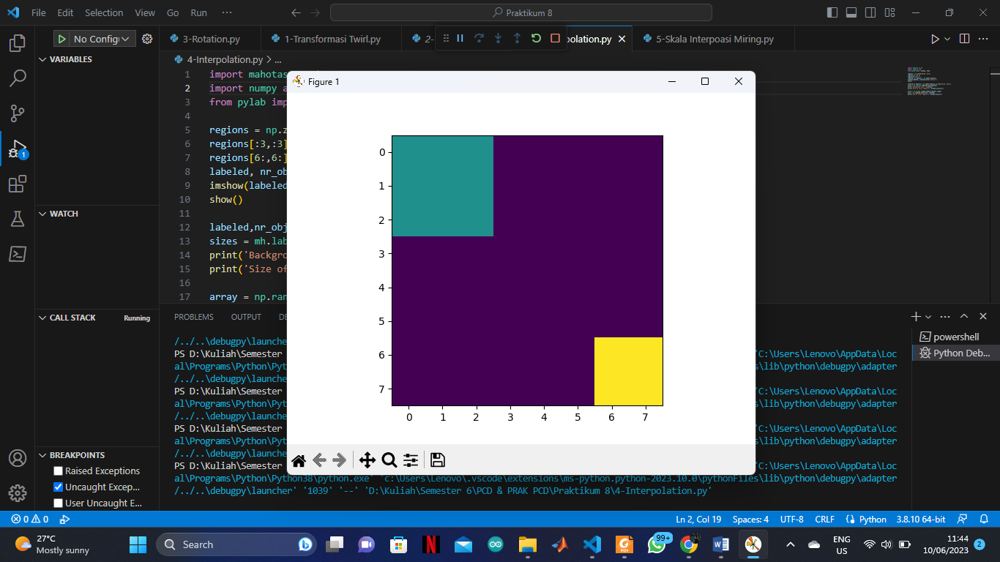 File Edit Selection View Go Run ··· Praktikum 8
No Config 3-Rotation.py 1-Transformasi Twirl.py 2- polation.py 5-Skala Interpoasi Miring.py
VARIABLES
4-Interpolation.py > ...
1 import mahotas
2 import numpy a
3 from pylab imp
4
5 regions = np.z
6 regions[:3,:3]
7 regions[6:,6:]
8 labeled, nr_ob
9 imshow(labeled
10 show()
11
12 labeled,nr_obj
13 sizes = mh.lab
14 print('Backgro
15 print('Size of
16
17 array = np.ran
Figure 1
0
1
2
3
4
5
6
7
0 1 2 3 4 5 6 7
WATCH
CALL STACK Running
BREAKPOINTS
Raised Exceptions
Uncaught Excep...
User Uncaught E...
1
PROBLEMS OUTPUT DE
powershell
Python Deb...
/../..\debugpy\launche
PS D:\Kuliah\Semester 'C:\Users\Lenovo\AppData\Loc
al\Programs\Python\Pyt s\lib\python\debugpy\adapter
/../..\debugpy\launche
PS D:\Kuliah\Semester 'C:\Users\Lenovo\AppData\Loc
al\Programs\Python\Pyt s\lib\python\debugpy\adapter
/../..\debugpy\launche
PS D:\Kuliah\Semester 'C:\Users\Lenovo\AppData\Loc
al\Programs\Python\Pyt s\lib\python\debugpy\adapter
/../..\debugpy\launche
PS D:\Kuliah\Semester 'C:\Users\Lenovo\AppData\Loc
al\Programs\Python\Python38\python.exe' 'c:\Users\Lenovo\.vscode\extensions\ms-python.python-2023.10.0\pythonFiles\lib\python\debugpy\adapter
/../..\debugpy\launcher' '1039' '--' 'D:\Kuliah\Semester 6\PCD & PRAK PCD\Praktikum 8\4-Interpolation.py'
0 0 Ln 2, Col 19 Spaces: 4 UTF-8 CRLF Python 3.8.10 64-bit
27°C
Mostly sunny
Search
99+
ENG
US
11:44
10/06/2023
2